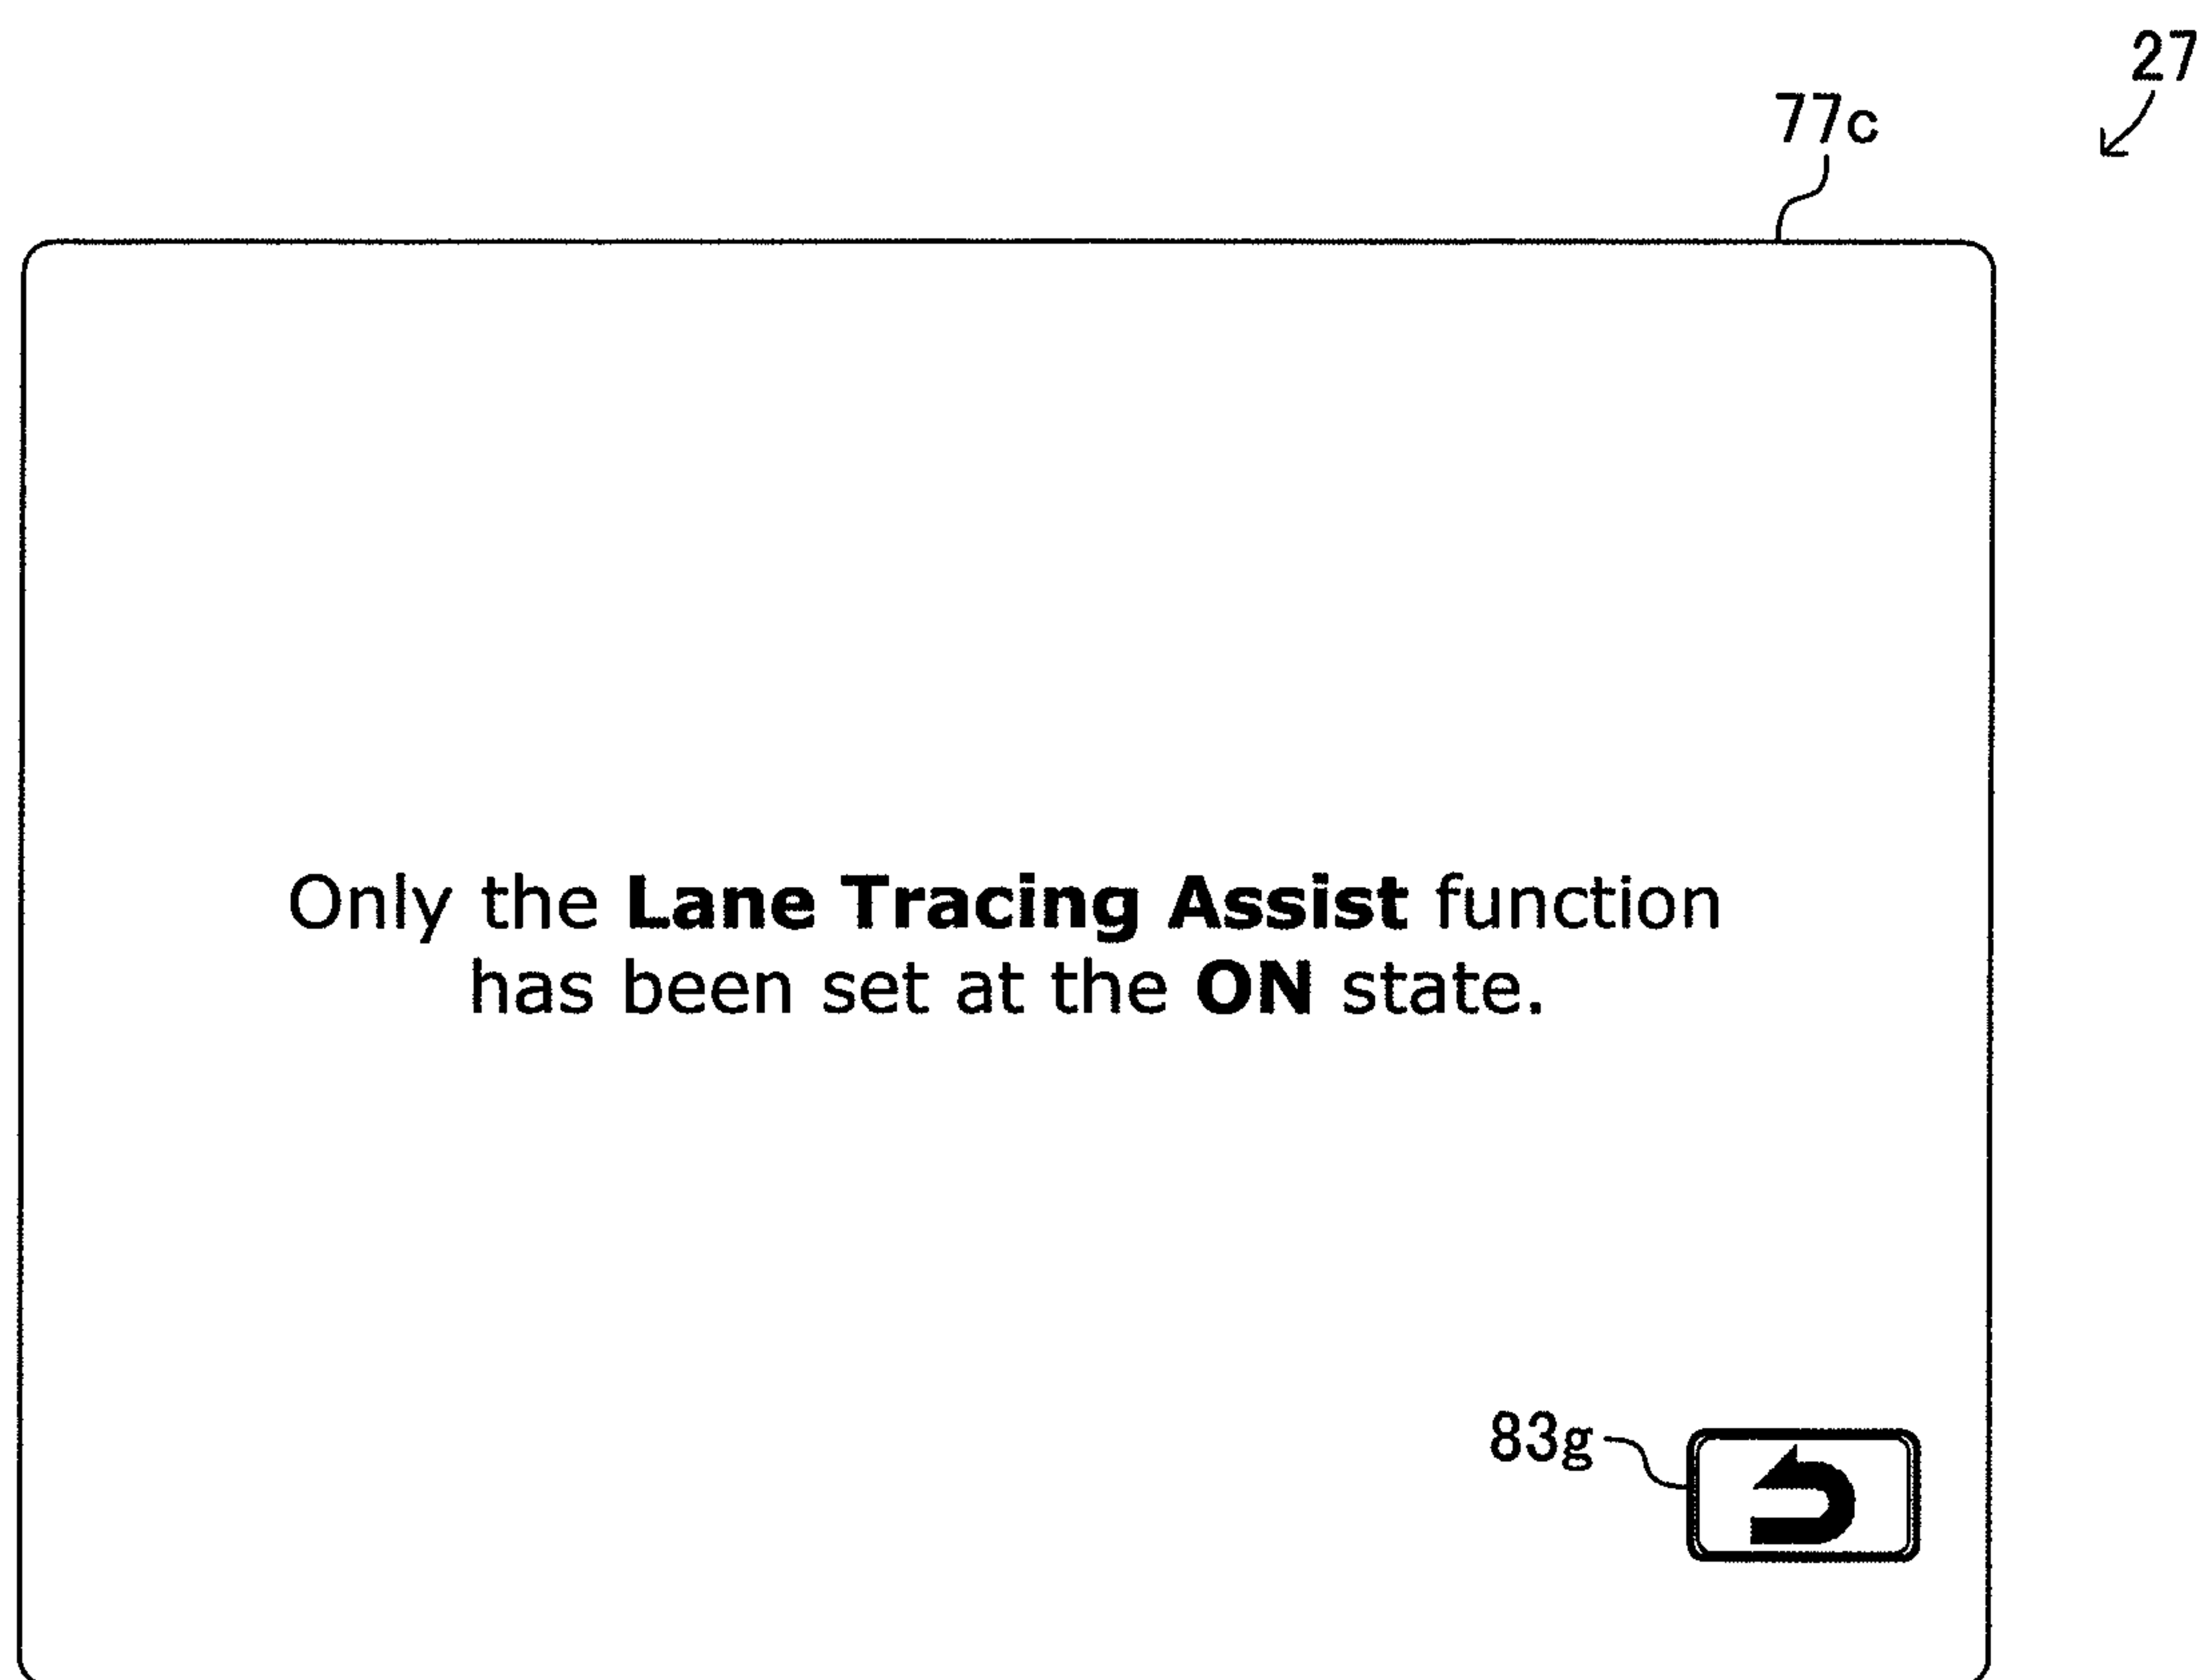 27
77c
Only the Lane Tracing Assist function
has been set at the ON state.
83g